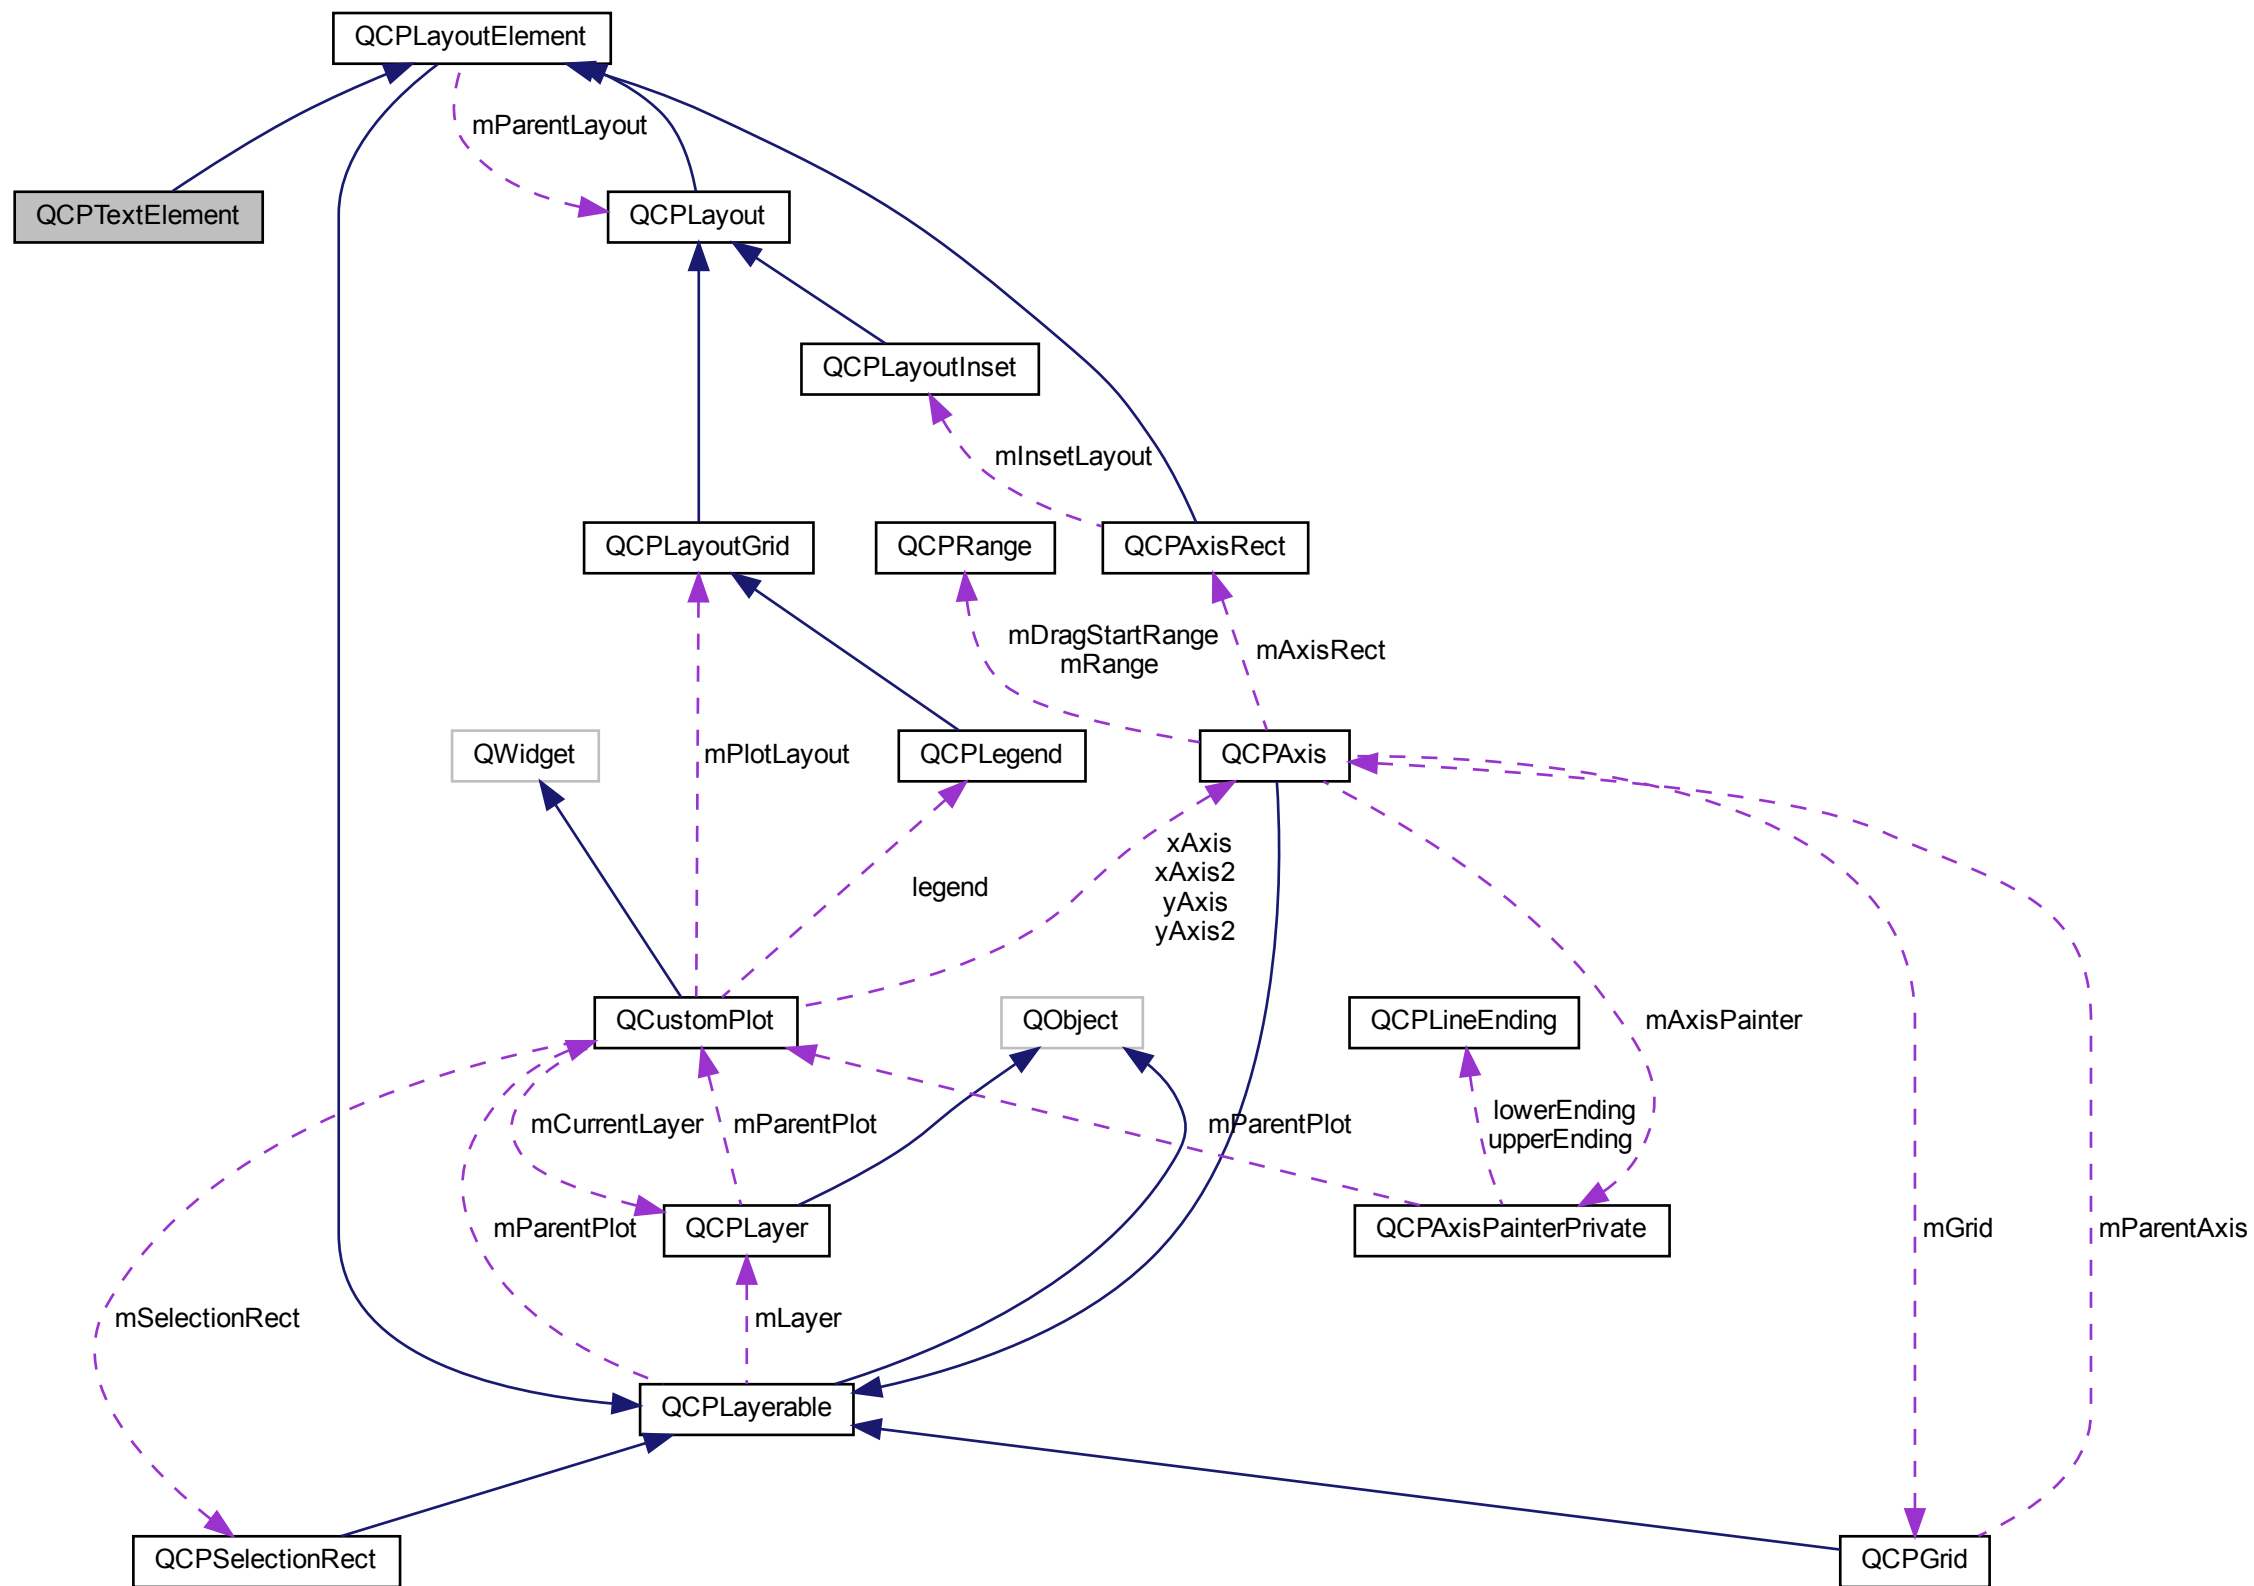 QCPLayoutElement
mParentLayout
QCPTextElement
QCPLayout
QCPLayoutInset
mInsetLayout
QCPLayoutGrid
QCPRange
QCPAxisRect
mDragStartRange
mRange
mAxisRect
QWidget
mPlotLayout
QCPLegend
QCPAxis
xAxis
xAxis2
yAxis
yAxis2
legend
QCustomPlot
QObject
QCPLineEnding
mAxisPainter
mCurrentLayer
mParentPlot
mParentPlot
lowerEnding
upperEnding
mParentPlot
QCPLayer
QCPAxisPainterPrivate
mGrid
mParentAxis
mSelectionRect
mLayer
QCPLayerable
QCPSelectionRect
QCPGrid